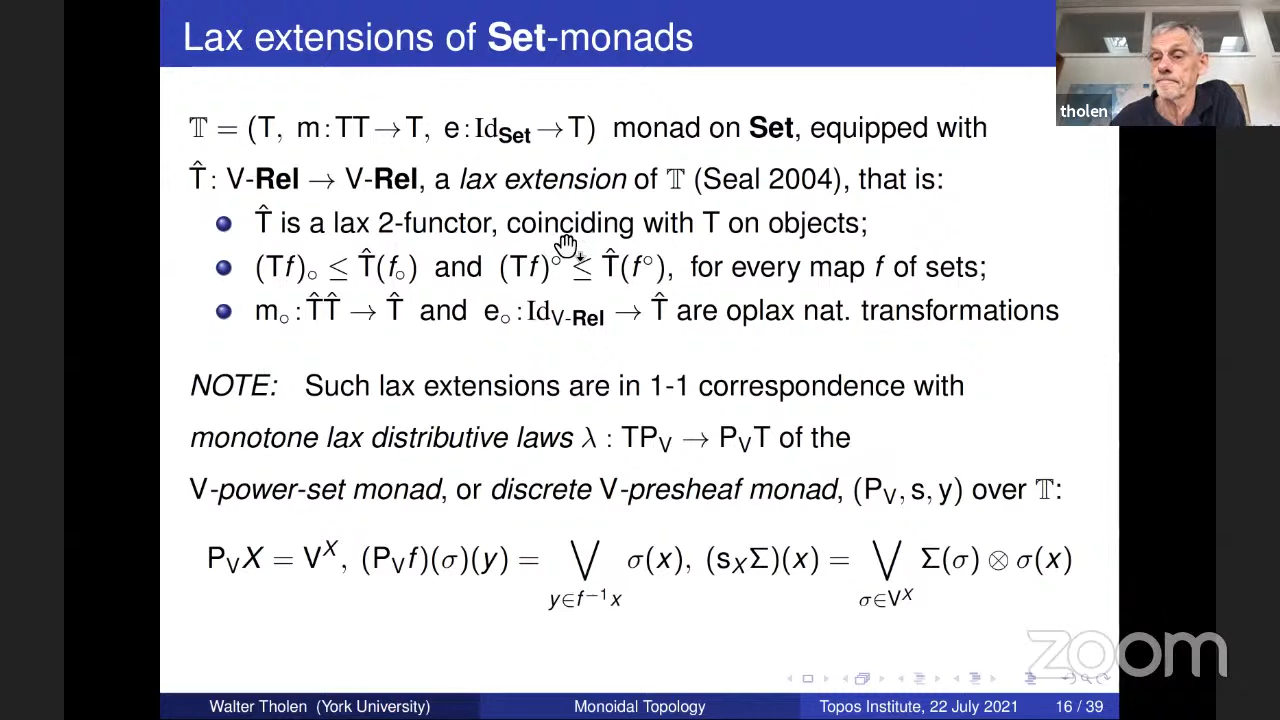 Lax extensions of Set-monads
tholen
𝕋 = (T, m : TT → T, e : Id_Set → T) monad on Set, equipped with
T̂ : V-Rel → V-Rel, a lax extension of 𝕋 (Seal 2004), that is:
T̂ is a lax 2-functor, coinciding with T on objects;
(Tf)_∘ ≤ T̂(f_∘) and (Tf)^∘ ≤ T̂(f^∘), for every map f of sets;
m_∘ : T̂T̂ → T̂ and e_∘ : Id_V-Rel → T̂ are oplax nat. transformations
NOTE: Such lax extensions are in 1-1 correspondence with
monotone lax distributive laws λ : TP_V → P_VT of the
V-power-set monad, or discrete V-presheaf monad, (P_V, s, y) over 𝕋:
P_V X = V^X, (P_V f)(σ)(y) = ⋁_{y∈f^{-1}x} σ(x), (s_X Σ)(x) = ⋁_{σ∈V^X} Σ(σ) ⊗ σ(x)
zoom
Walter Tholen (York University) Monoidal Topology Topos Institute, 22 July 2021 16 / 39